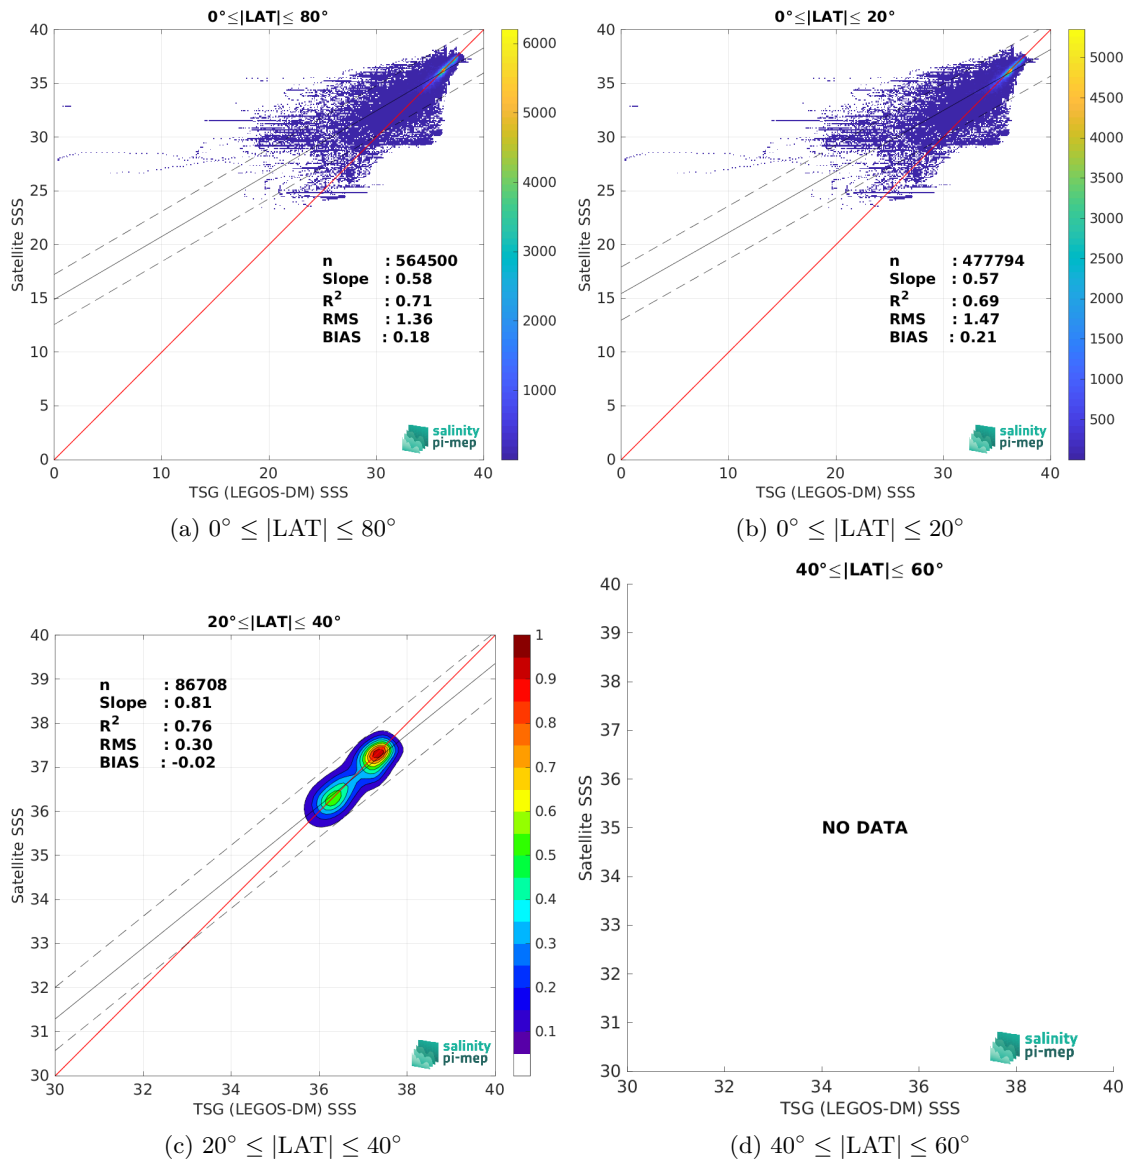 0°≤|LAT|≤ 80°
40
35
30
25
20
15
10
5
0
Satellite SSS
n : 564500
Slope : 0.58
R² : 0.71
RMS : 1.36
BIAS : 0.18
salinity
pi-mep
0 10 20 30 40
TSG (LEGOS-DM) SSS
6000
5000
4000
3000
2000
1000
(a) 0° ≤ |LAT| ≤ 80°
0°≤|LAT|≤ 20°
40
35
30
25
20
15
10
5
0
Satellite SSS
n : 477794
Slope : 0.57
R² : 0.69
RMS : 1.47
BIAS : 0.21
salinity
pi-mep
0 10 20 30 40
TSG (LEGOS-DM) SSS
5000
4500
4000
3500
3000
2500
2000
1500
1000
500
(b) 0° ≤ |LAT| ≤ 20°
20°≤|LAT|≤ 40°
40
39
38
37
36
35
34
33
32
31
30
Satellite SSS
n : 86708
Slope : 0.81
R² : 0.76
RMS : 0.30
BIAS : -0.02
salinity
pi-mep
30 32 34 36 38 40
TSG (LEGOS-DM) SSS
1
0.9
0.8
0.7
0.6
0.5
0.4
0.3
0.2
0.1
(c) 20° ≤ |LAT| ≤ 40°
40°≤|LAT|≤ 60°
40
39
38
37
36
35
34
33
32
31
30
Satellite SSS
NO DATA
salinity
pi-mep
30 32 34 36 38 40
TSG (LEGOS-DM) SSS
(d) 40° ≤ |LAT| ≤ 60°